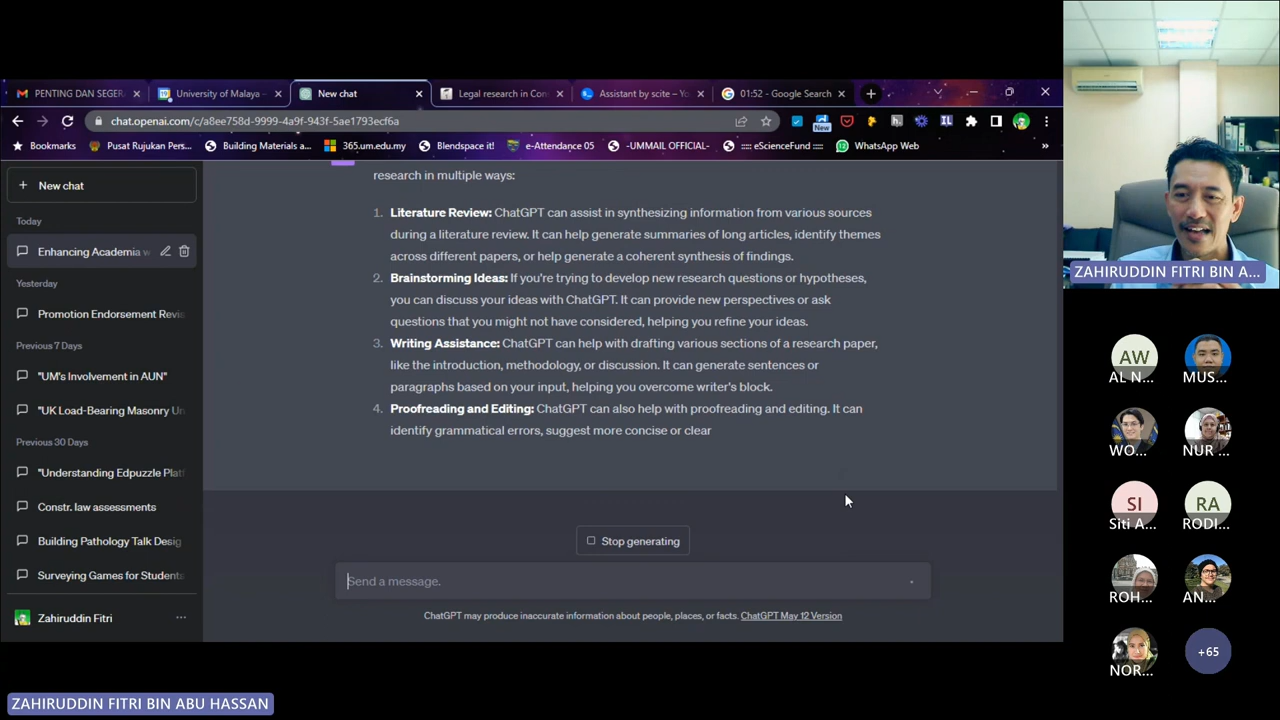 PENTING DAN SEGER
University of Malaya –
New chat
Legal research in Con
Assistant by scite – Yo
01:52 - Google Search
chat.openai.com/c/a8ee758d-9999-4a9f-943f-5ae1793ecf6a
New
Bookmarks
Pusat Rujukan Pers...
Building Materials a...
365.um.edu.my
Blendspace it!
e-Attendance 05
-UMMAIL OFFICIAL-
::::: eScienceFund ::::
WhatsApp Web
New chat
Today
Enhancing Academia w
Yesterday
Promotion Endorsement Revi
Previous 7 Days
"UM's Involvement in AUN"
"UK Load-Bearing Masonry Un
Previous 30 Days
"Understanding Edpuzzle Platf
Constr. law assessments
Building Pathology Talk Desig
Surveying Games for Students
Zahiruddin Fitri
research in multiple ways:
1. Literature Review: ChatGPT can assist in synthesizing information from various sources
during a literature review. It can help generate summaries of long articles, identify themes
across different papers, or help generate a coherent synthesis of findings.
2. Brainstorming Ideas: If you're trying to develop new research questions or hypotheses,
you can discuss your ideas with ChatGPT. It can provide new perspectives or ask
questions that you might not have considered, helping you refine your ideas.
3. Writing Assistance: ChatGPT can help with drafting various sections of a research paper,
like the introduction, methodology, or discussion. It can generate sentences or
paragraphs based on your input, helping you overcome writer's block.
4. Proofreading and Editing: ChatGPT can also help with proofreading and editing. It can
identify grammatical errors, suggest more concise or clear
Stop generating
Send a message.
ChatGPT may produce inaccurate information about people, places, or facts. ChatGPT May 12 Version
ZAHIRUDDIN FITRI BIN A...
AW
AL N...
MUS...
WO...
NUR ...
SI
Siti A...
RA
RODI...
ROH...
AN...
NOR...
+65
ZAHIRUDDIN FITRI BIN ABU HASSAN